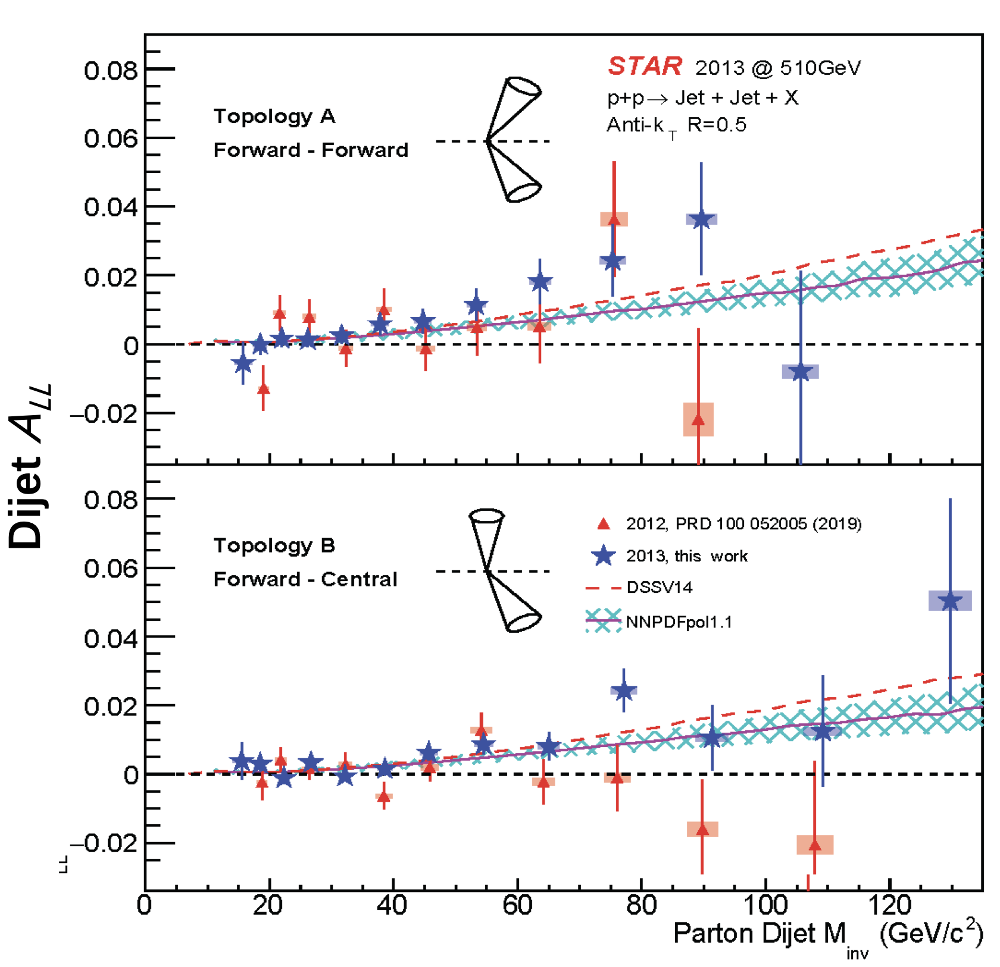 STAR 2013 @ 510GeV
p+p→ Jet + Jet + X
Anti-k T R=0.5
Topology A
Forward - Forward
0.08
0.06
0.04
0.02
0
−0.02
Dijet ALL
Topology B
Forward - Central
2012, PRD 100 052005 (2019)
2013, this work
DSSV14
NNPDFpol1.1
0.08
0.06
0.04
0.02
0
−0.02
LL
0 20 40 60 80 100 120
Parton Dijet Minv (GeV/c2)